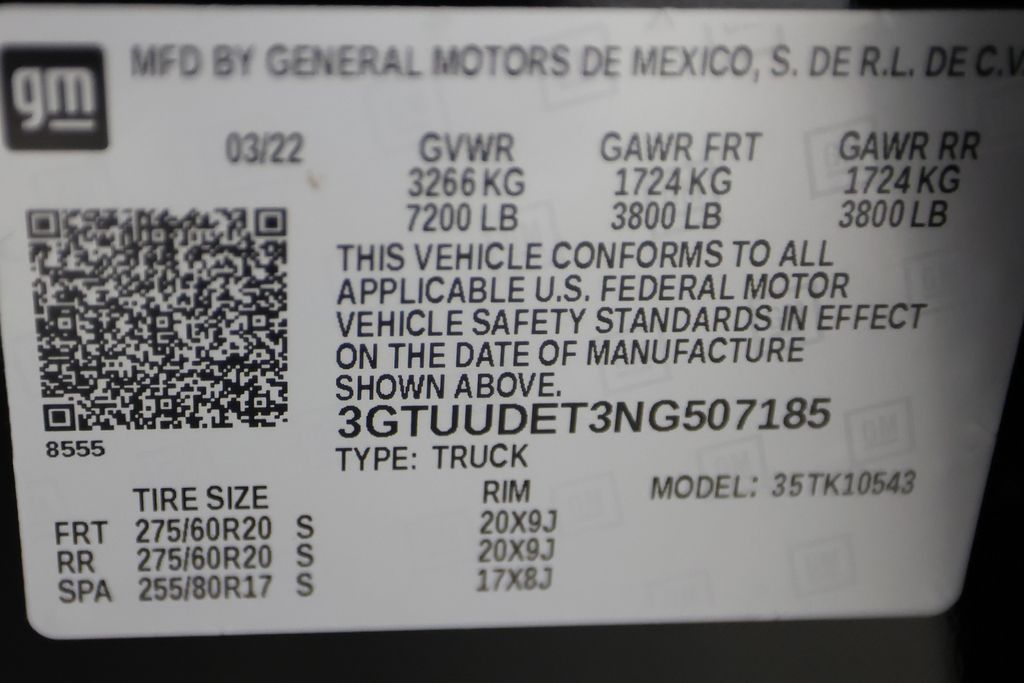 gm
MFD BY GENERAL MOTORS DE MEXICO, S. DE R.L. DE C.V
03/22 GVWR GAWR FRT GAWR RR
3266 KG 1724 KG 1724 KG
7200 LB 3800 LB 3800 LB
THIS VEHICLE CONFORMS TO ALL
APPLICABLE U.S. FEDERAL MOTOR
VEHICLE SAFETY STANDARDS IN EFFECT
ON THE DATE OF MANUFACTURE
SHOWN ABOVE.
3GTUUDET3NG507185
8555
TYPE: TRUCK
TIRE SIZE RIM MODEL: 35TK10543
FRT 275/60R20 S 20X9J
RR 275/60R20 S 20X9J
SPA 255/80R17 S 17X8J